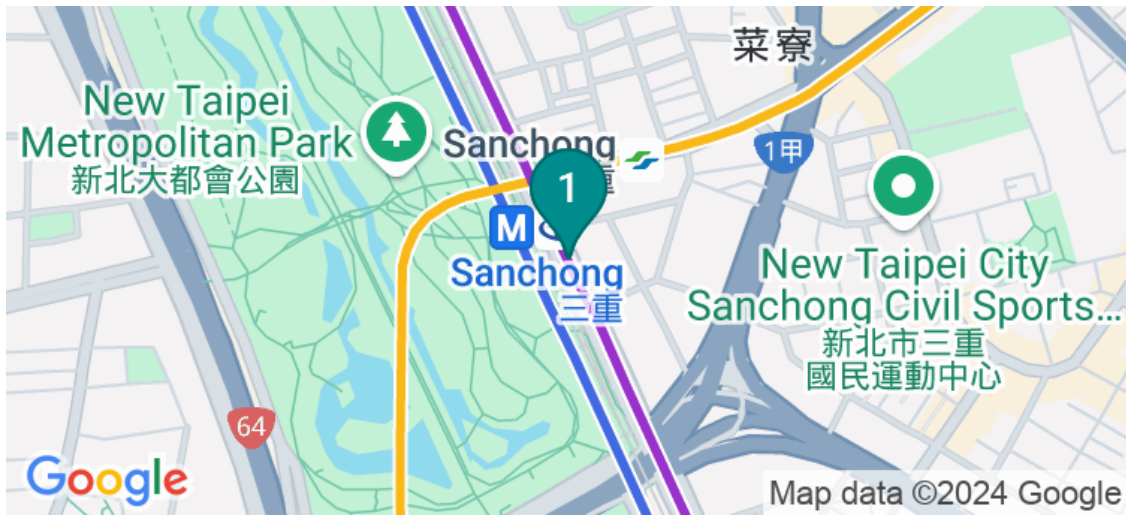 菜寮
New Taipei
Metropolitan Park
新北大都會公園
Sanchong
重
1甲
1
M
Sanchong
三重
New Taipei City
Sanchong Civil Sports...
新北市三重
國民運動中心
64
Google
Map data ©2024 Google